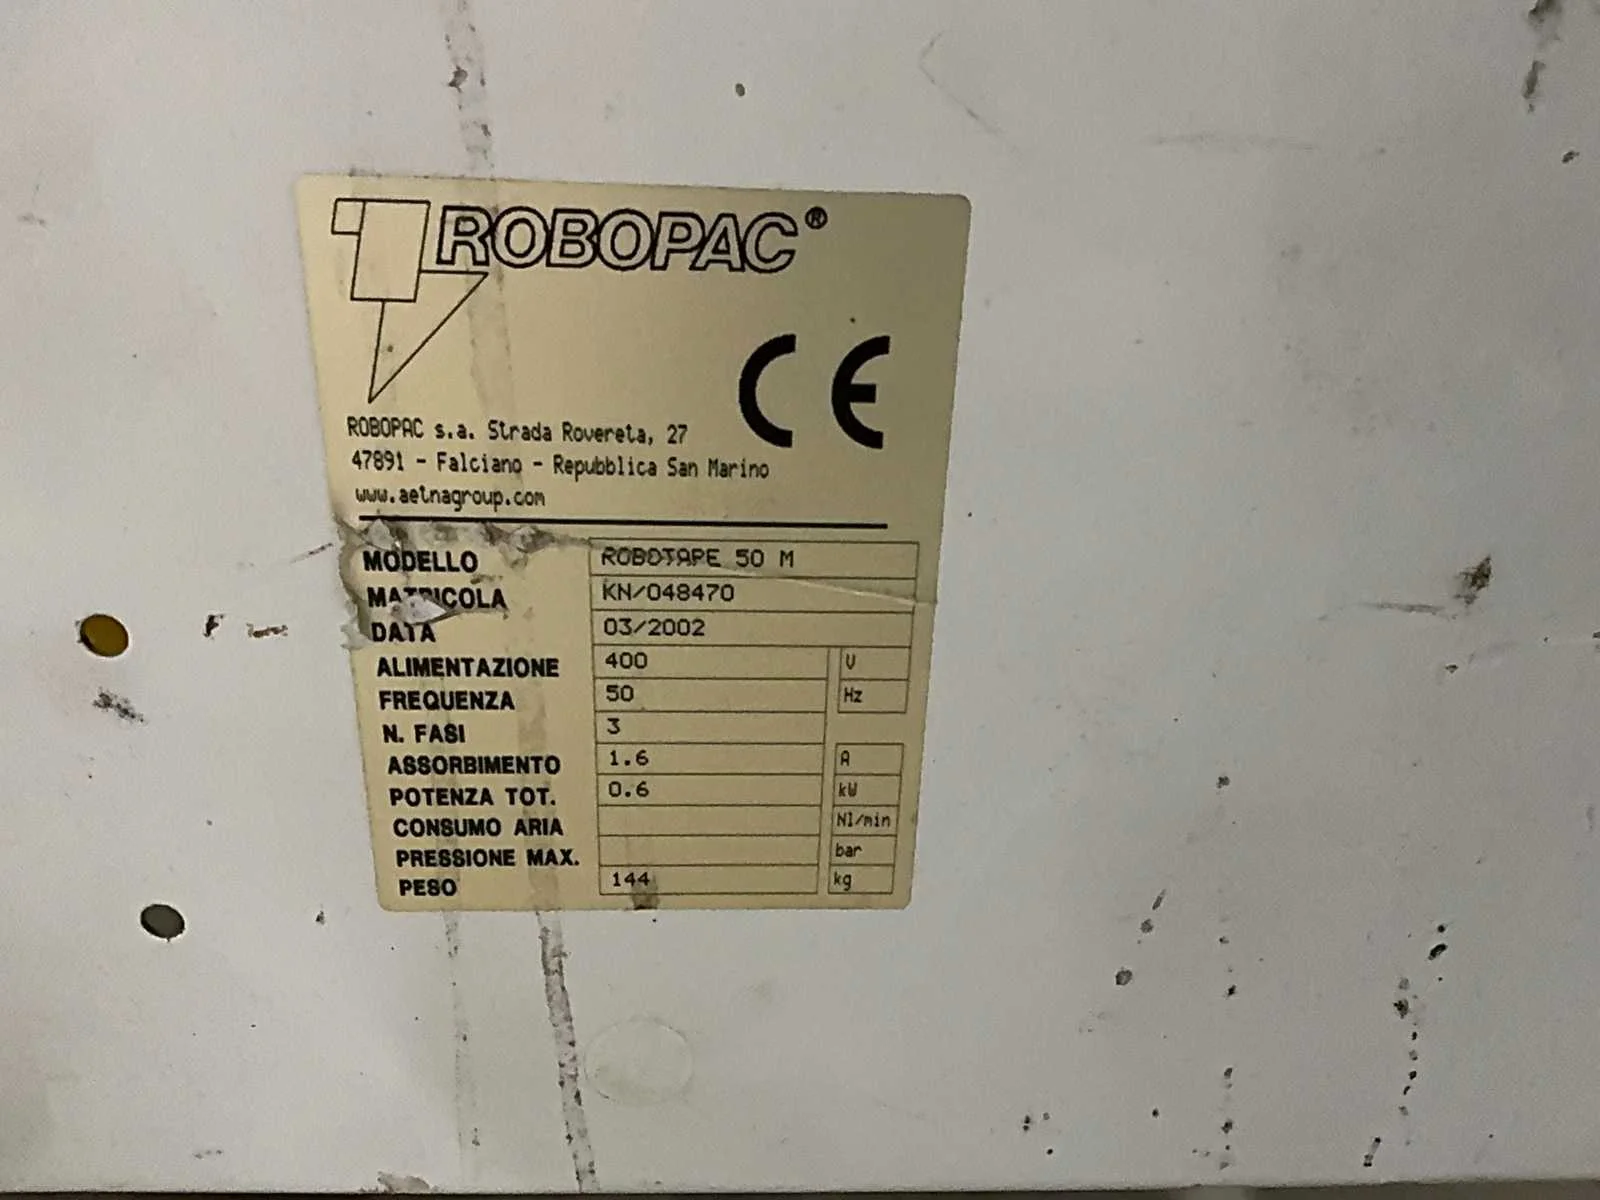 ROBOPAC®
CE
ROBOPAC s.a. Strada Rovereta, 27
47891 - Falciano - Repubblica San Marino
www.aetnagroup.com
MODELLO ROBOTAPE 50 M
MATRICOLA KN/048470
DATA 03/2002
ALIMENTAZIONE 400 V
FREQUENZA 50 Hz
N. FASI 3
ASSORBIMENTO 1.6 A
POTENZA TOT. 0.6 kW
CONSUMO ARIA Nl/min
PRESSIONE MAX. bar
PESO 144 kg